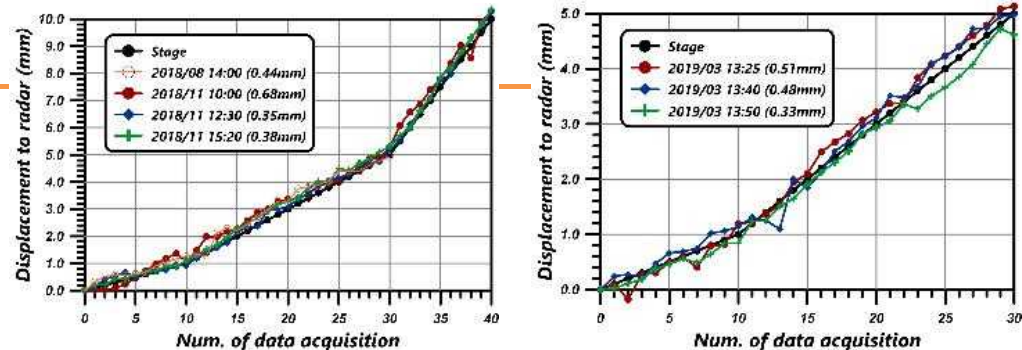 Displacement to radar (mm)
10.0
9.0
8.0
7.0
6.0
5.0
4.0
3.0
2.0
1.0
0.0
Stage
2018/08 14:00 (0.44mm)
2018/11 10:00 (0.68mm)
2018/11 12:30 (0.35mm)
2018/11 15:20 (0.38mm)
0 5 10 15 20 25 30 35 40
Num. of data acquisition
Displacement to radar (mm)
5.0
4.0
3.0
2.0
1.0
0.0
Stage
2019/03 13:25 (0.51mm)
2019/03 13:40 (0.48mm)
2019/03 13:50 (0.33mm)
0 5 10 15 20 25 30
Num. of data acquisition